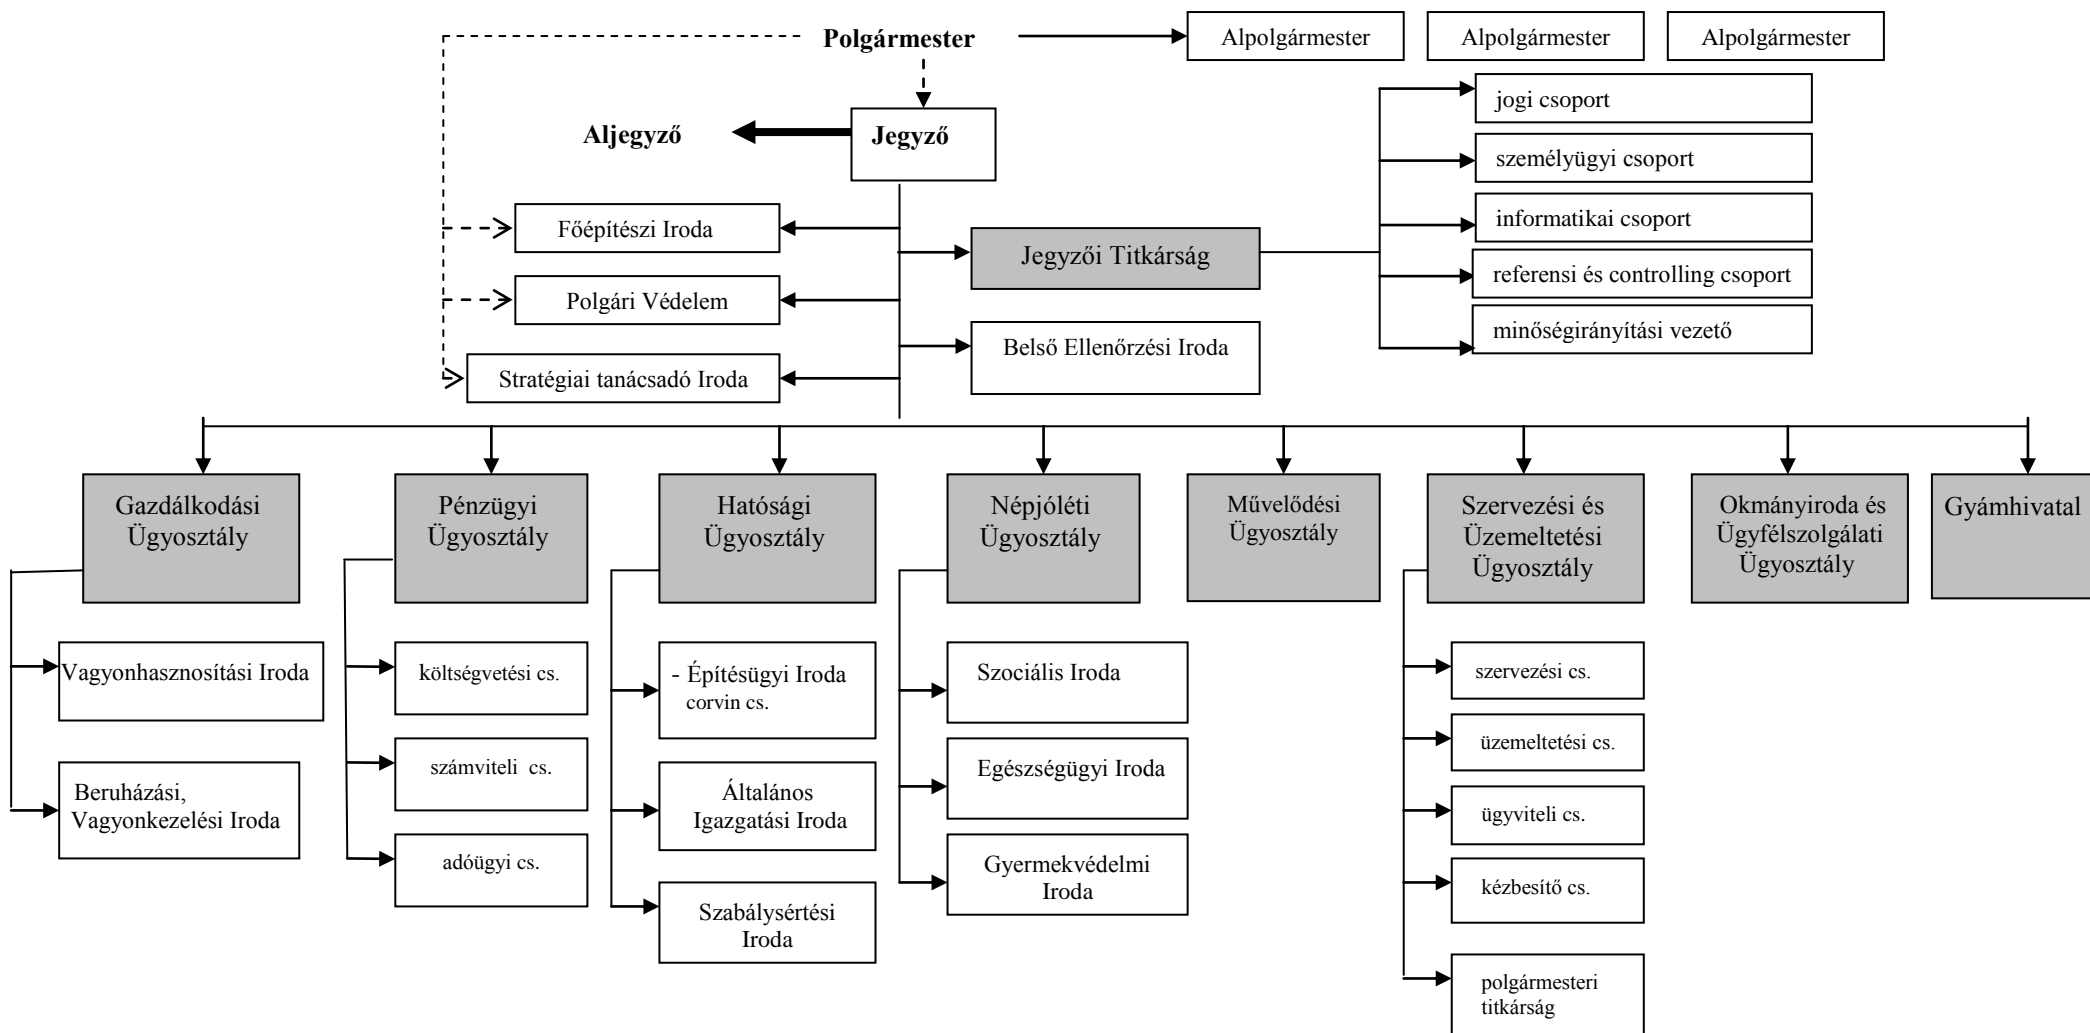 Polgármester
Alpolgármester
Alpolgármester
Alpolgármester
Aljegyző
Jegyző
jogi csoport
személyügyi csoport
informatikai csoport
referensi és controlling csoport
minőségirányítási vezető
Főépítészi Iroda
Jegyzői Titkárság
Polgári Védelem
Belső Ellenőrzési Iroda
Stratégiai tanácsadó Iroda
Gazdálkodási
Ügyosztály
Pénzügyi
Ügyosztály
Hatósági
Ügyosztály
Népjóléti
Ügyosztály
Művelődési
Ügyosztály
Szervezési és
Üzemeltetési
Ügyosztály
Okmányiroda és
Ügyfélszolgálati
Ügyosztály
Gyámhivatal
Vagyonhasznosítási Iroda
Beruházási,
Vagyonkezelési Iroda
költségvetési cs.
számviteli cs.
adóügyi cs.
- Építésügyi Iroda
corvin cs.
Általános
Igazgatási Iroda
Szabálysértési
Iroda
Szociális Iroda
Egészségügyi Iroda
Gyermekvédelmi
Iroda
szervezési cs.
üzemeltetési cs.
ügyviteli cs.
kézbesítő cs.
polgármesteri
titkárság